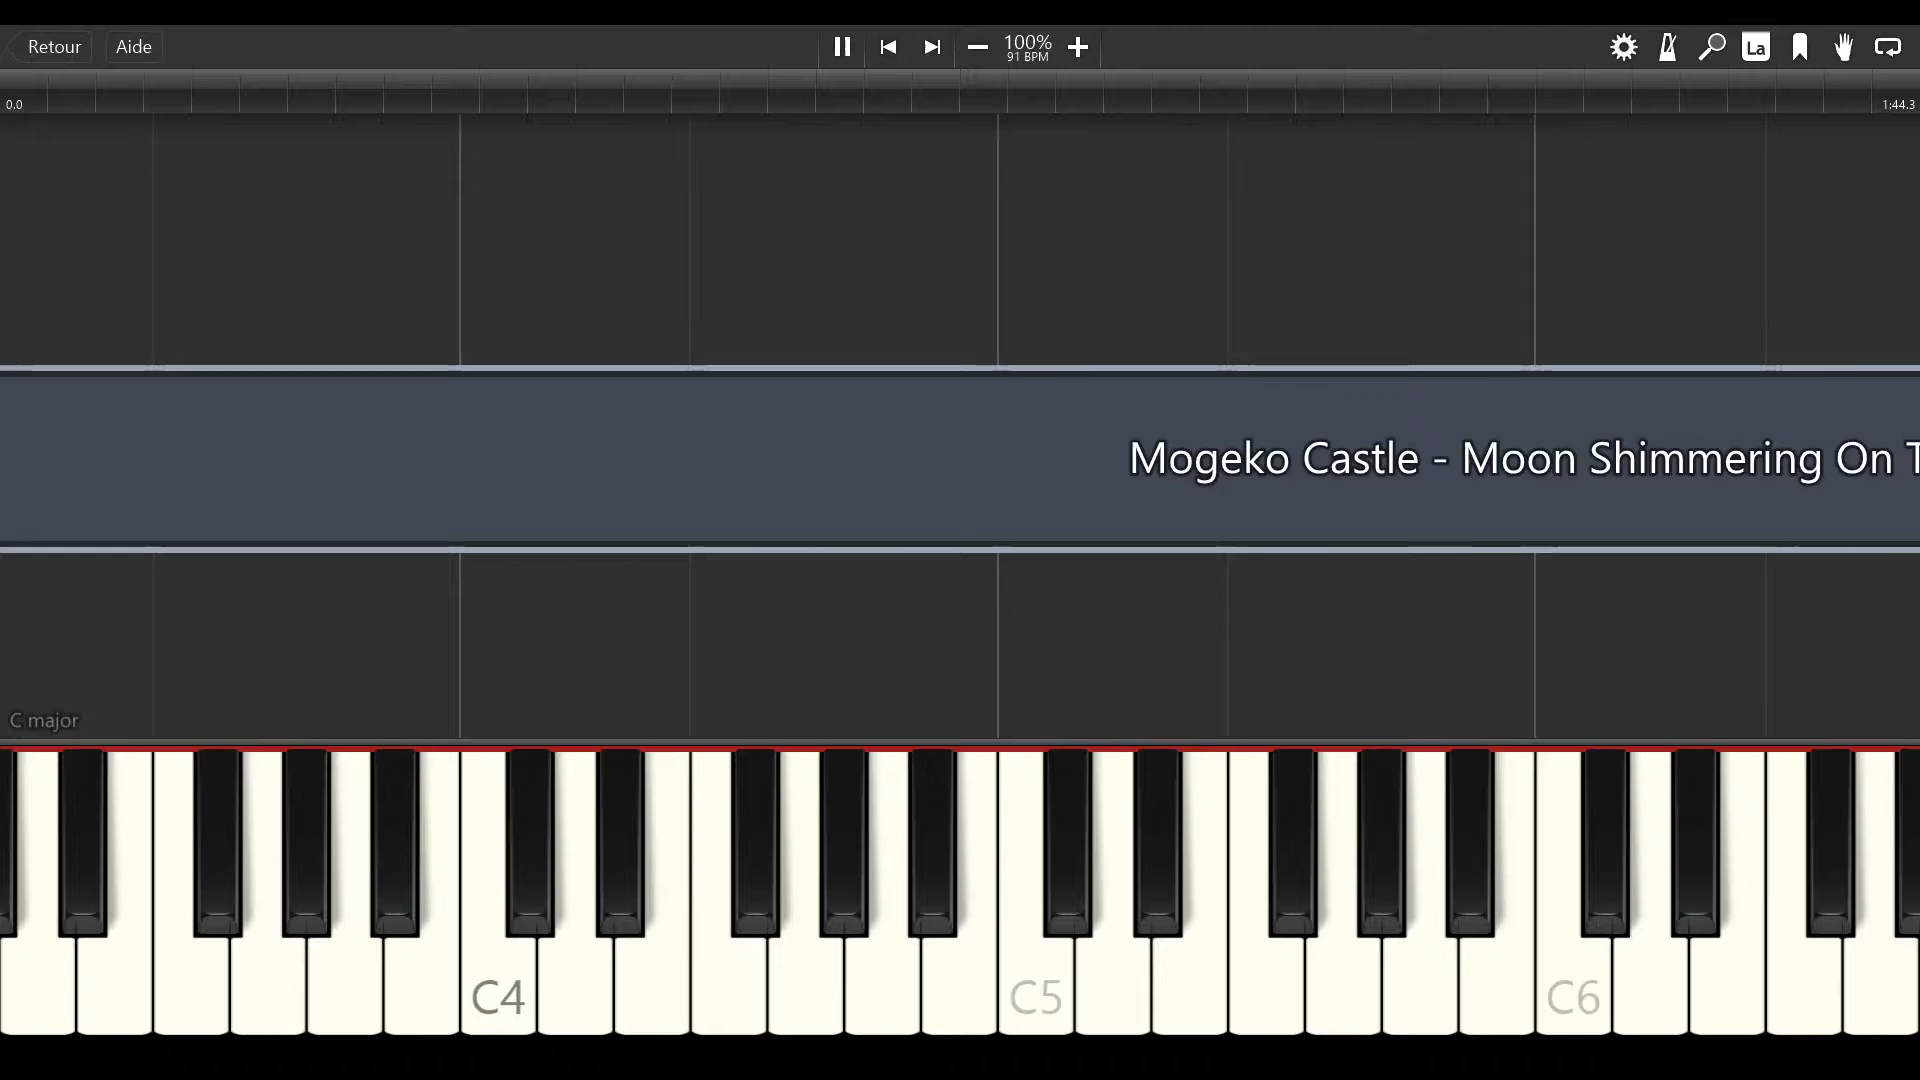 Retour Aide
100%
91 BPM
La
0.0 1:44.3
Mogeko Castle - Moon Shimmering On
C major
C4 C5 C6